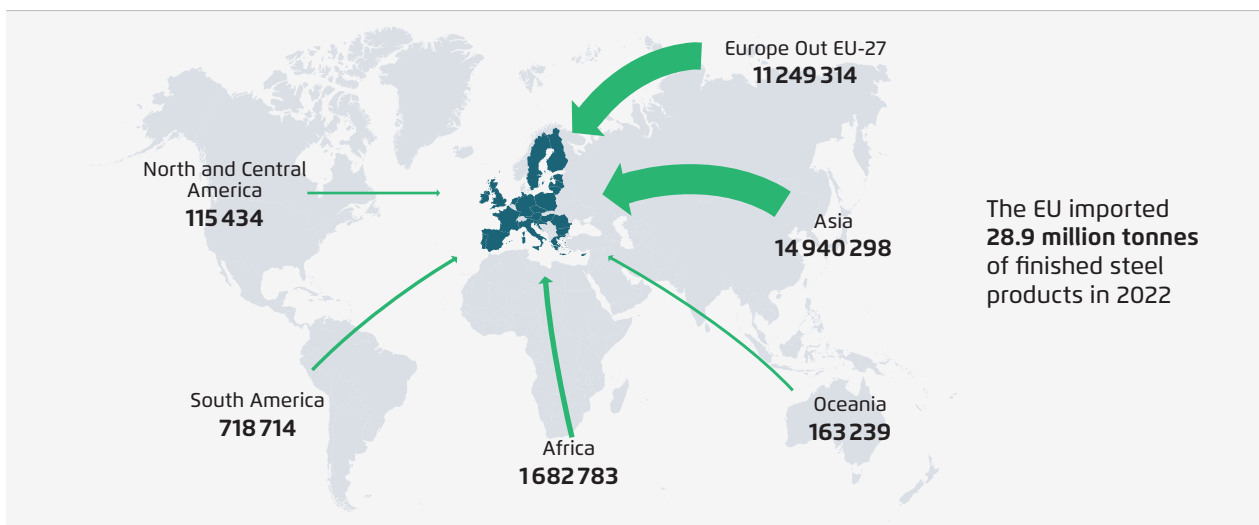 Europe Out EU-27
11 249 314
North and Central
America
115 434
Asia
14 940 298
The EU imported
28.9 million tonnes
of finished steel
products in 2022
South America
718 714
Oceania
163 239
Africa
1 682 783